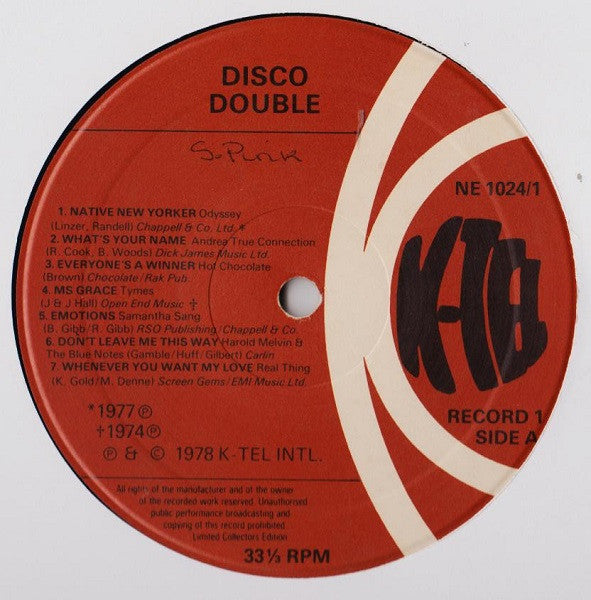 DISCO
DOUBLE
S. Pink
NE 1024/1
1. NATIVE NEW YORKER Odyssey
(Linzer, Randell) Chappell & Co. Ltd.*
2. WHAT'S YOUR NAME Andrea True Connection
(R. Cook, B. Woods) Dick James Music Ltd.
3. EVERYONE'S A WINNER Hot Chocolate
(Brown) Chocolate/Rak Pub.
4. MS GRACE Tymes
(J & J Hall) Open End Music ‡
5. EMOTIONS Samantha Sang
(B. Gibb/R. Gibb) RSO Publishing/Chappell & Co.
6. DON'T LEAVE ME THIS WAY Harold Melvin &
The Blue Notes (Gamble/Huff/Gilbert) Carlin
7. WHENEVER YOU WANT MY LOVE Real Thing
(K. Gold/M. Denne) Screen Gems/EMI Music Ltd.
K-TEL
*1977 ℗
†1974 ℗
℗ & © 1978 K-TEL INTL.
RECORD 1
SIDE A
All rights of the manufacturer and of the owner
of the recorded work reserved. Unauthorised
public performance broadcasting and
copying of this record prohibited.
Limited Collectors Edition
33⅓ RPM